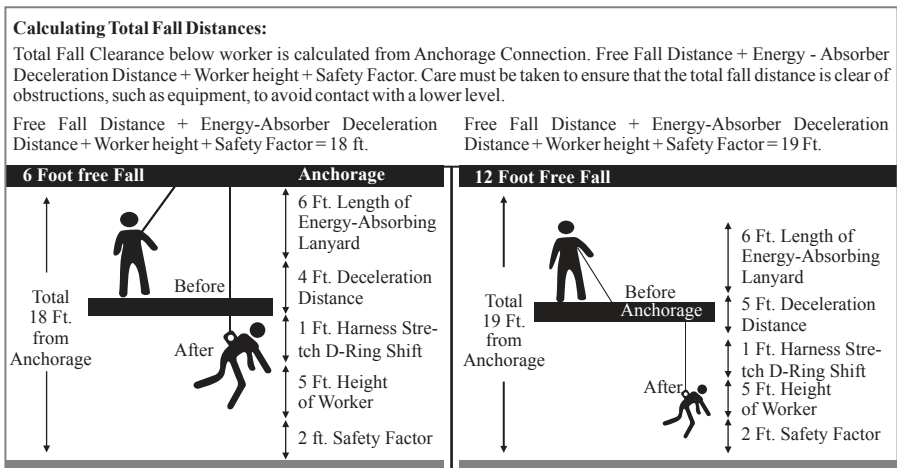 Calculating Total Fall Distances:
Total Fall Clearance below worker is calculated from Anchorage Connection. Free Fall Distance + Energy - Absorber
Deceleration Distance + Worker height + Safety Factor. Care must be taken to ensure that the total fall distance is clear of
obstructions, such as equipment, to avoid contact with a lower level.
Free Fall Distance + Energy-Absorber Deceleration
Distance + Worker height + Safety Factor = 18 ft.
Free Fall Distance + Energy-Absorber Deceleration
Distance + Worker height + Safety Factor = 19 Ft.
6 Foot free Fall
Anchorage
Total
18 Ft.
from
Anchorage
Before
After
6 Ft. Length of
Energy-Absorbing
Lanyard
4 Ft. Deceleration
Distance
1 Ft. Harness Stre-
tch D-Ring Shift
5 Ft. Height
of Worker
2 ft. Safety Factor
12 Foot Free Fall
Total
19 Ft.
from
Anchorage
Before
Anchorage
After
6 Ft. Length of
Energy-Absorbing
Lanyard
5 Ft. Deceleration
Distance
1 Ft. Harness Stre-
tch D-Ring Shift
5 Ft. Height
of Worker
2 Ft. Safety Factor